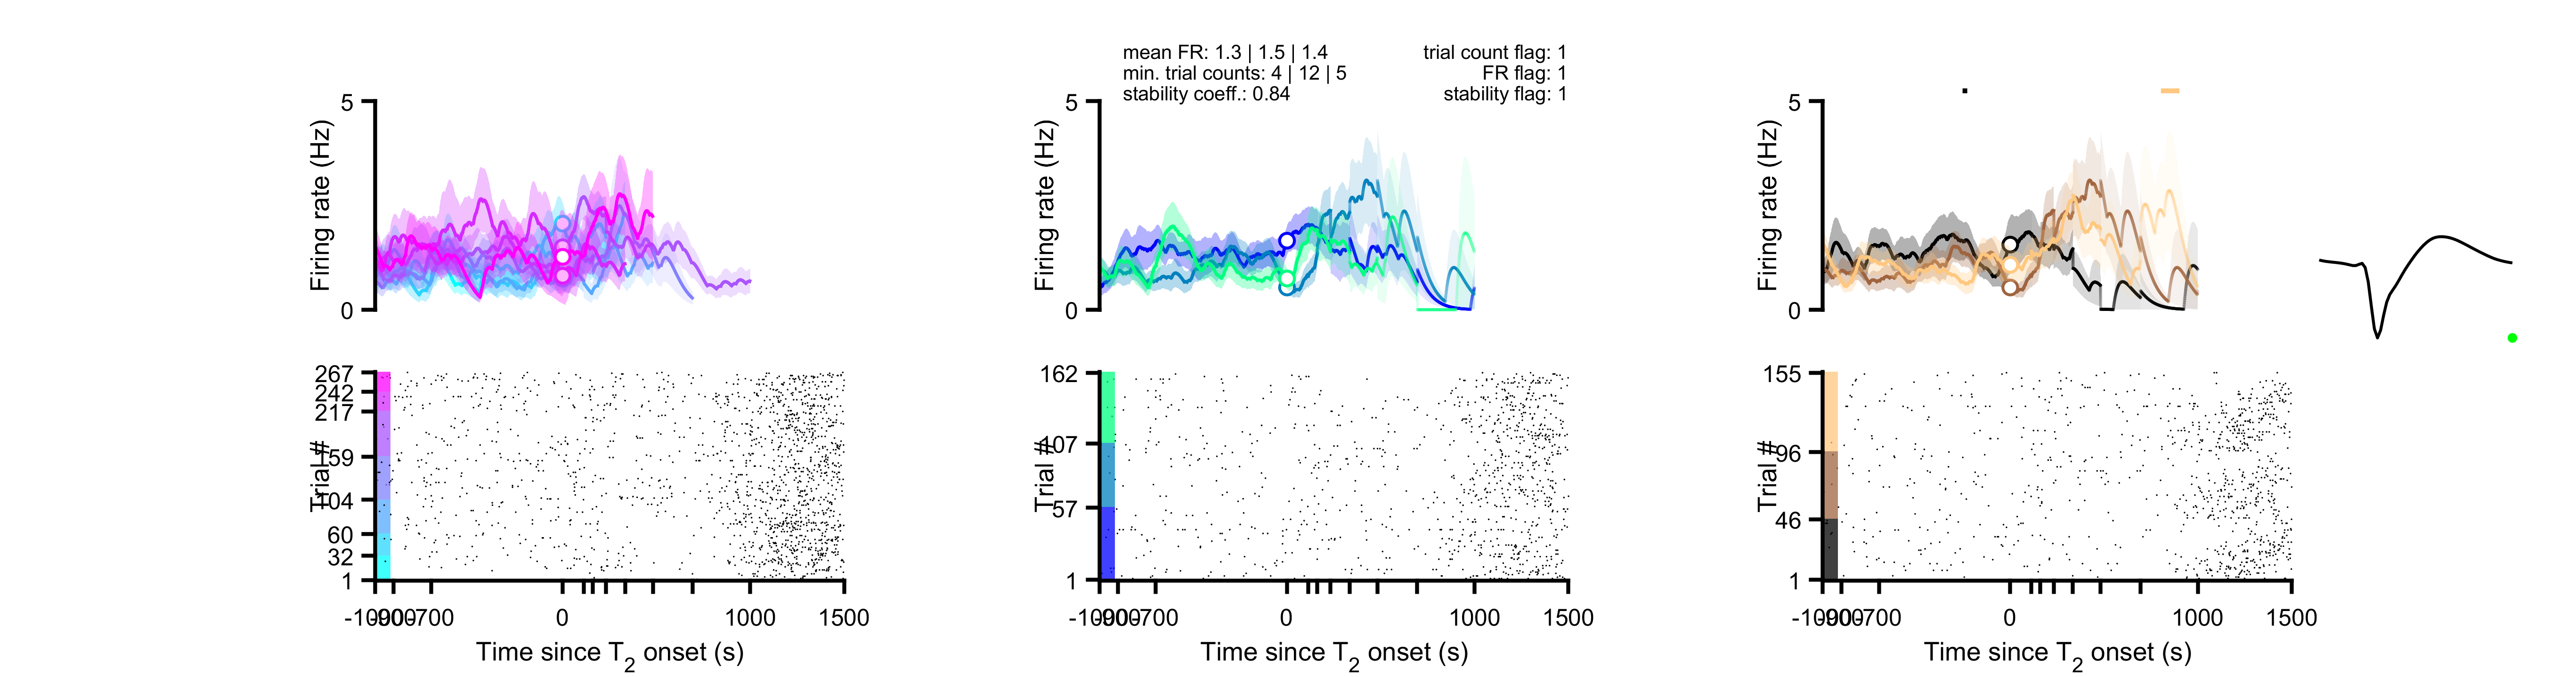 mean FR: 1.3 | 1.5 | 1.4
min. trial counts: 4 | 12 | 5
stability coeff.: 0.84
trial count flag: 1
FR flag: 1
stability flag: 1
5
0
Firing rate (Hz)
5
0
Firing rate (Hz)
5
0
Firing rate (Hz)
267
242
217
159
104
60
32
1
Trial #
-1000
-900
-700
0
1000
1500
Time since T2 onset (s)
162
107
57
1
Trial #
-1000
-900
-700
0
1000
1500
Time since T2 onset (s)
155
96
46
1
Trial #
-1000
-900
-700
0
1000
1500
Time since T2 onset (s)